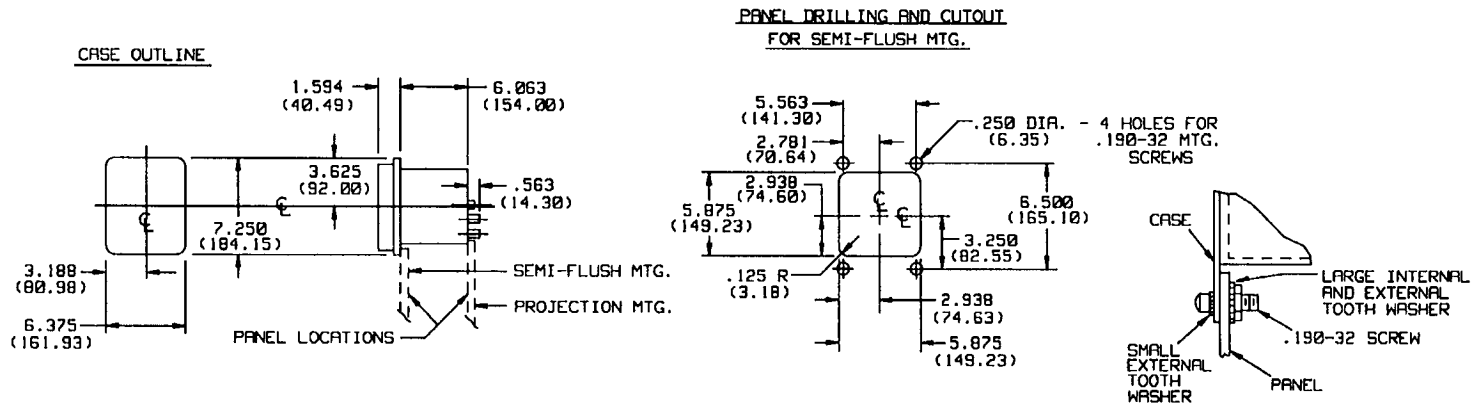 PANEL DRILLING AND CUTOUT
FOR SEMI-FLUSH MTG.
CASE OUTLINE
1.594
(40.49)
6.063
(154.00)
3.625
(92.00)
.563
(14.30)
7.250
(184.15)
3.188
(80.98)
6.375
(161.93)
SEMI-FLUSH MTG.
PROJECTION MTG.
PANEL LOCATIONS
5.563
(141.30)
2.781
(70.64)
.250 DIA. - 4 HOLES FOR
(6.35) .190-32 MTG.
SCREWS
2.938
(74.60)
5.875
(149.23)
6.500
(165.10)
3.250
(82.55)
.125 R
(3.18)
2.938
(74.63)
5.875
(149.23)
CASE
LARGE INTERNAL
AND EXTERNAL
TOOTH WASHER
.190-32 SCREW
SMALL
EXTERNAL
TOOTH
WASHER
PANEL